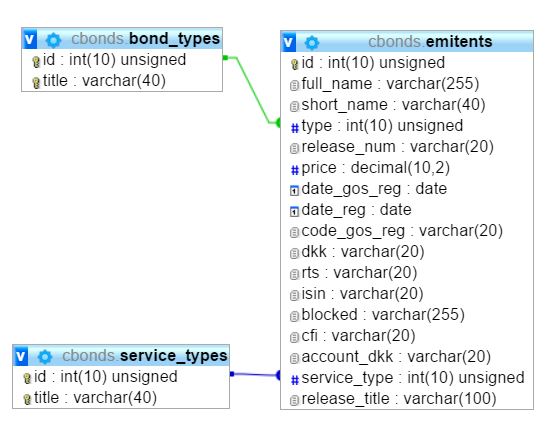 v cbonds.bond_types
id : int(10) unsigned
title : varchar(40)
v cbonds.emitents
id : int(10) unsigned
full_name : varchar(255)
short_name : varchar(40)
# type : int(10) unsigned
release_num : varchar(20)
# price : decimal(10,2)
date_gos_reg : date
date_reg : date
code_gos_reg : varchar(20)
dkk : varchar(20)
rts : varchar(20)
isin : varchar(20)
blocked : varchar(255)
cfi : varchar(20)
account_dkk : varchar(20)
# service_type : int(10) unsigned
release_title : varchar(100)
v cbonds.service_types
id : int(10) unsigned
title : varchar(40)